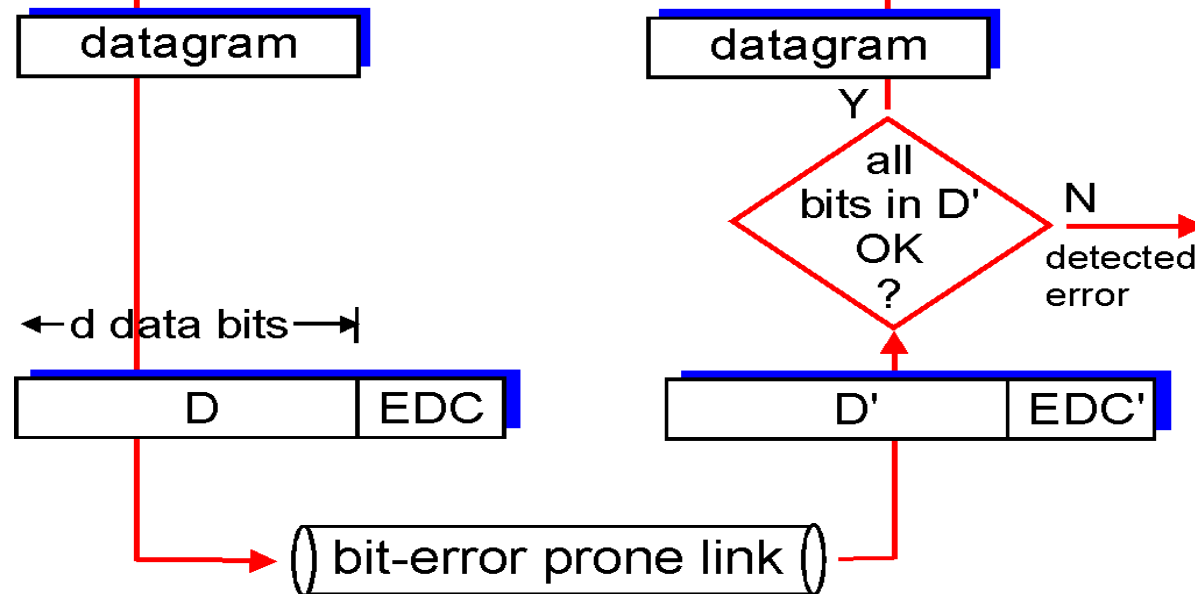 datagram
datagram
Y
all
bits in D'
OK
?
N
detected
error
d data bits
D
EDC
D'
EDC'
bit-error prone link